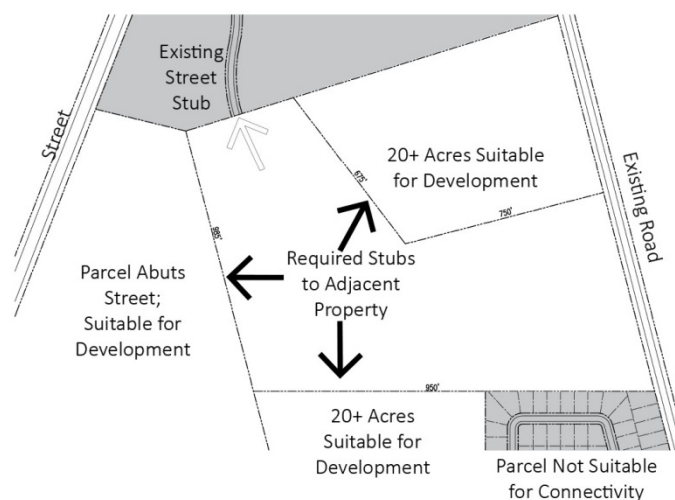 Existing
Street
Stub
Street
20+ Acres Suitable
for Development
Existing Road
675'
750'
985'
Required Stubs
to Adjacent
Property
Parcel Abuts
Street;
Suitable for
Development
950'
20+ Acres
Suitable for
Development
Parcel Not Suitable
for Connectivity